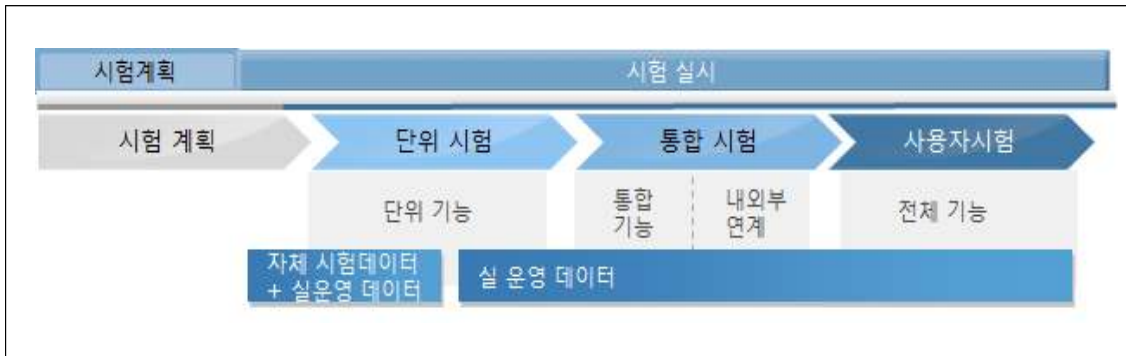 시험계획
시험 실시
시험 계획
단위 시험
통합 시험
사용자시험
단위 기능
통합
기능
내외부
연계
전체 기능
자체 시험데이터
+ 실운영 데이터
실 운영 데이터